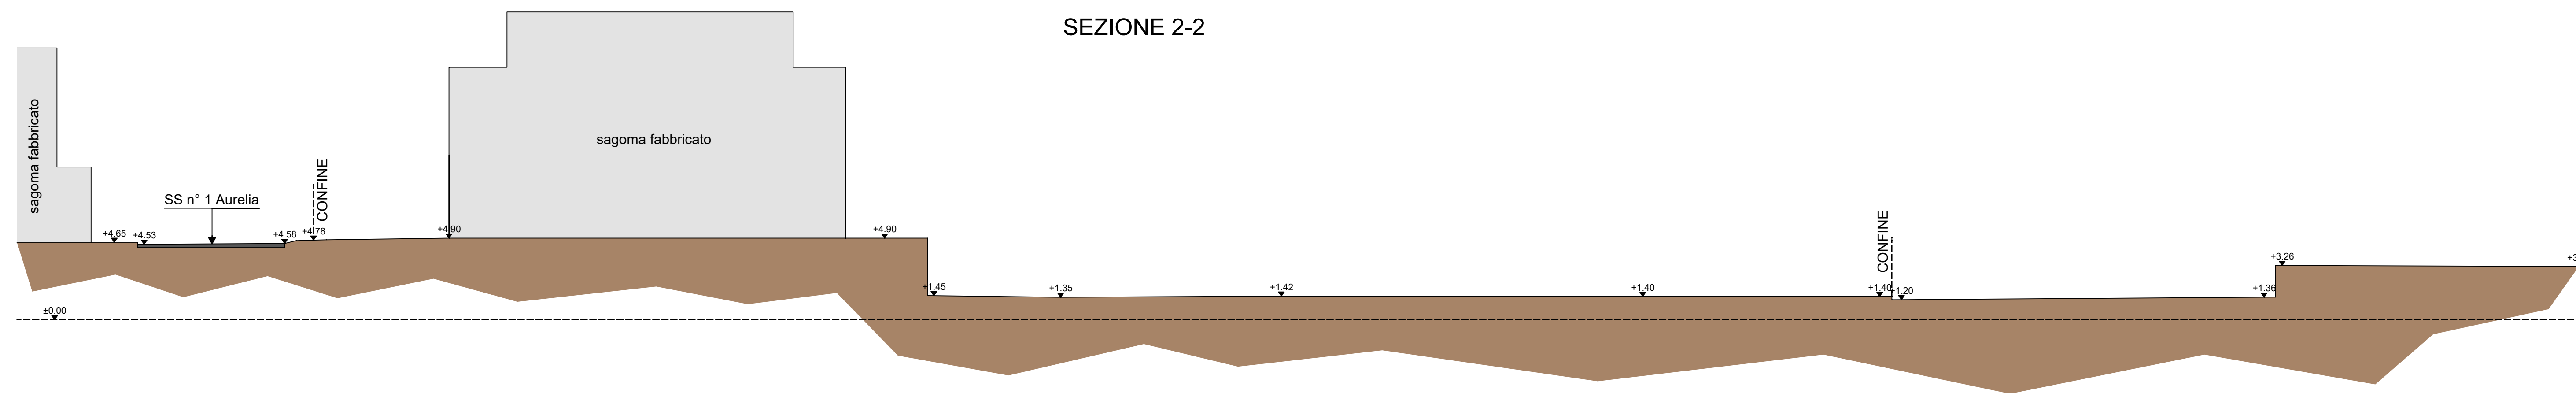 SEZIONE 2-2
sagoma fabbricato
sagoma fabbricato
SS n° 1 Aurelia
CONFINE
CONFINE
+4.65
+4.53
+4.58
+4.78
+4.90
+4.90
+1.45
+1.35
+1.42
+1.40
+1.40
+1.20
+1.36
+3.26
±0.00